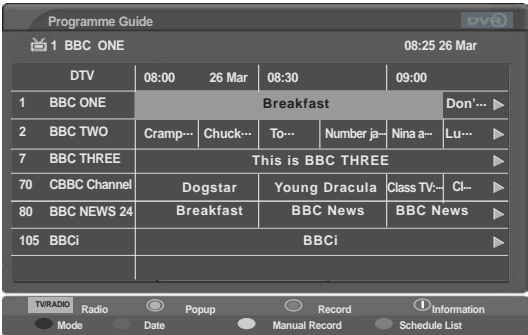 Programme Guide DVR
1 BBC ONE 08:25 26 Mar
DTV 08:00 26 Mar 08:30 09:00
1 BBC ONE Breakfast Don'···
2 BBC TWO Cramp··· Chuck··· To··· Number ja··· Nina a··· Lu···
7 BBC THREE This is BBC THREE
70 CBBC Channel Dogstar Young Dracula Class TV:··· Cl···
80 BBC NEWS 24 Breakfast BBC News BBC News
105 BBCi BBCi
TV/RADIO Radio Popup Record i Information
Mode Date Manual Record Schedule List